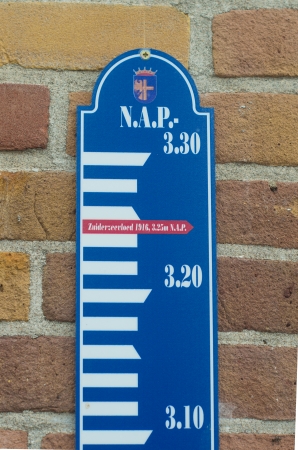 N.A.P.-
3.30
Zuiderzeevloed 1916, 3.25m N.A.P.
3.20
3.10